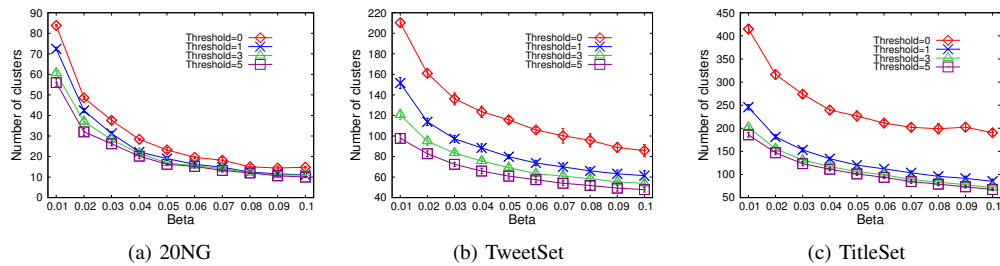 90
80
70
60
50
40
30
20
10
0
Number of clusters
Threshold=0
Threshold=1
Threshold=3
Threshold=5
0.01 0.02 0.03 0.04 0.05 0.06 0.07 0.08 0.09 0.1
Beta
(a) 20NG
220
200
180
160
140
120
100
80
60
40
Number of clusters
Threshold=0
Threshold=1
Threshold=3
Threshold=5
0.01 0.02 0.03 0.04 0.05 0.06 0.07 0.08 0.09 0.1
Beta
(b) TweetSet
450
400
350
300
250
200
150
100
50
Number of clusters
Threshold=0
Threshold=1
Threshold=3
Threshold=5
0.01 0.02 0.03 0.04 0.05 0.06 0.07 0.08 0.09 0.1
Beta
(c) TitleSet